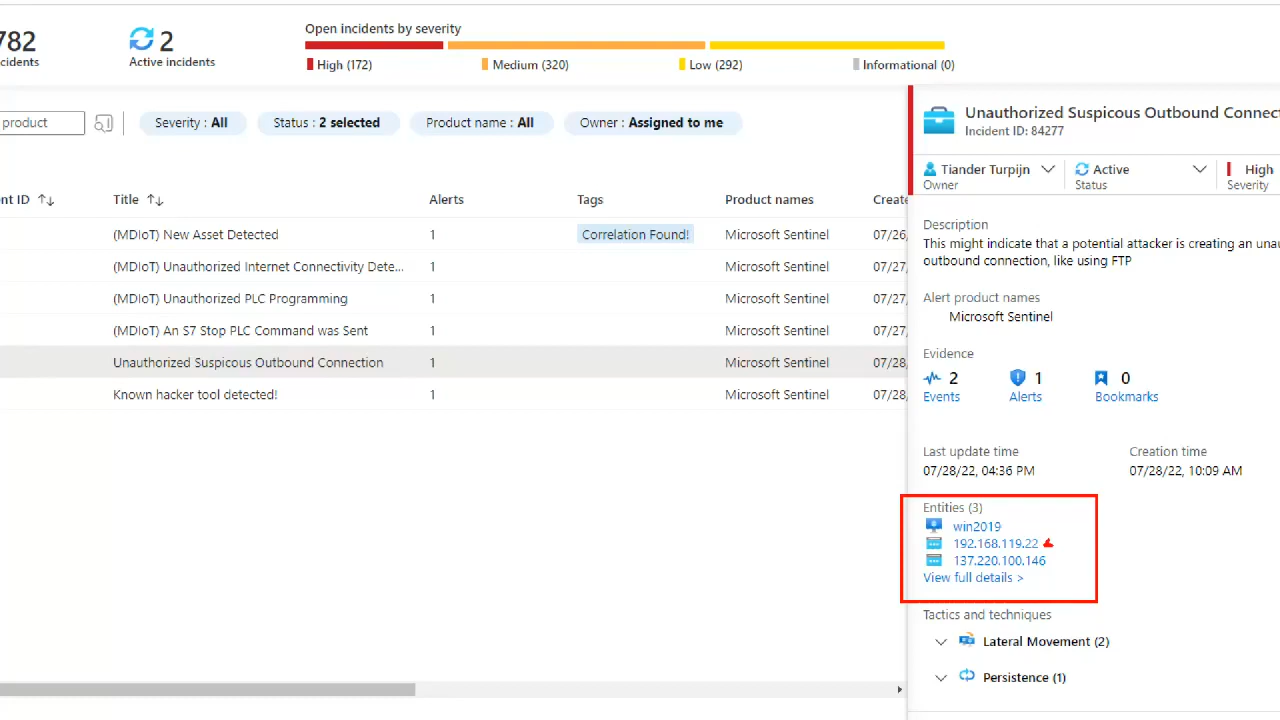 782
2
Open incidents by severity
cidents
Active incidents
High (172)
Medium (320)
Low (292)
Informational (0)
product
Severity : All
Status : 2 selected
Product name : All
Owner : Assigned to me
nt ID
Title
Alerts
Tags
Product names
Create
(MDIoT) New Asset Detected
1
Correlation Found!
Microsoft Sentinel
07/26,
(MDIoT) Unauthorized Internet Connectivity Dete...
1
Microsoft Sentinel
07/27,
(MDIoT) Unauthorized PLC Programming
1
Microsoft Sentinel
07/27,
(MDIoT) An S7 Stop PLC Command was Sent
1
Microsoft Sentinel
07/27,
Unauthorized Suspicous Outbound Connection
1
Microsoft Sentinel
07/28,
Known hacker tool detected!
1
Microsoft Sentinel
07/28,
Unauthorized Suspicous Outbound Connect
Incident ID: 84277
Tiander Turpijn
Owner
Active
Status
High
Severity
Description
This might indicate that a potential attacker is creating an unau
outbound connection, like using FTP
Alert product names
Microsoft Sentinel
Evidence
2
Events
1
Alerts
0
Bookmarks
Last update time
07/28/22, 04:36 PM
Creation time
07/28/22, 10:09 AM
Entities (3)
win2019
192.168.119.22
137.220.100.146
View full details >
Tactics and techniques
Lateral Movement (2)
Persistence (1)